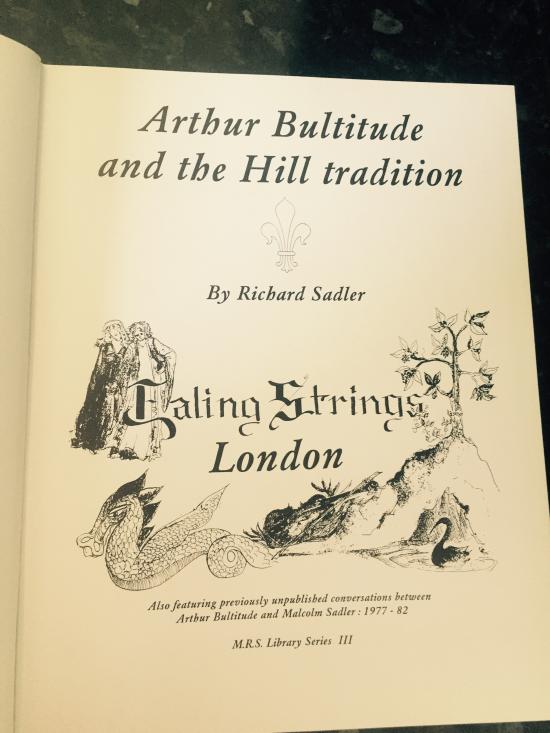 Arthur Bultitude
and the Hill tradition
By Richard Sadler
Ealing Strings
London
Also featuring previously unpublished conversations between
Arthur Bultitude and Malcolm Sadler : 1977 - 82
M.R.S. Library Series III